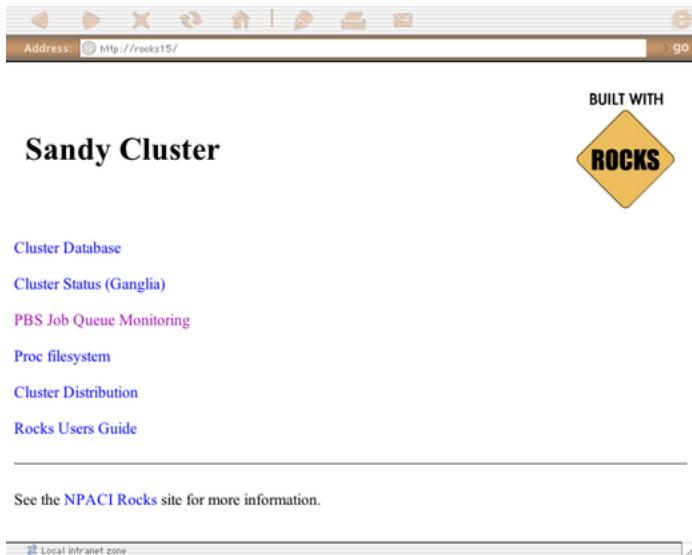 Address: http://rocks15/ go
BUILT WITH
ROCKS
Sandy Cluster
Cluster Database
Cluster Status (Ganglia)
PBS Job Queue Monitoring
Proc filesystem
Cluster Distribution
Rocks Users Guide
See the NPACI Rocks site for more information.
Local intranet zone